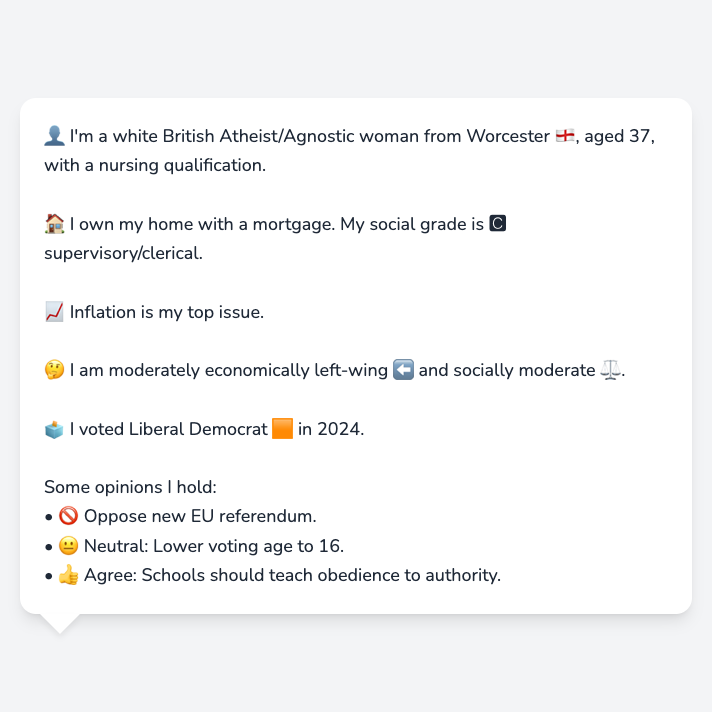 👤 I'm a white British Atheist/Agnostic woman from Worcester 🏴󠁧󠁢󠁥󠁮󠁧󠁿, aged 37,
with a nursing qualification.
🏠 I own my home with a mortgage. My social grade is 🅲
supervisory/clerical.
📈 Inflation is my top issue.
🤔 I am moderately economically left-wing ⬅️ and socially moderate ⚖️.
🗳️ I voted Liberal Democrat 🟧 in 2024.
Some opinions I hold:
• 🚫 Oppose new EU referendum.
• 😐 Neutral: Lower voting age to 16.
• 👍 Agree: Schools should teach obedience to authority.